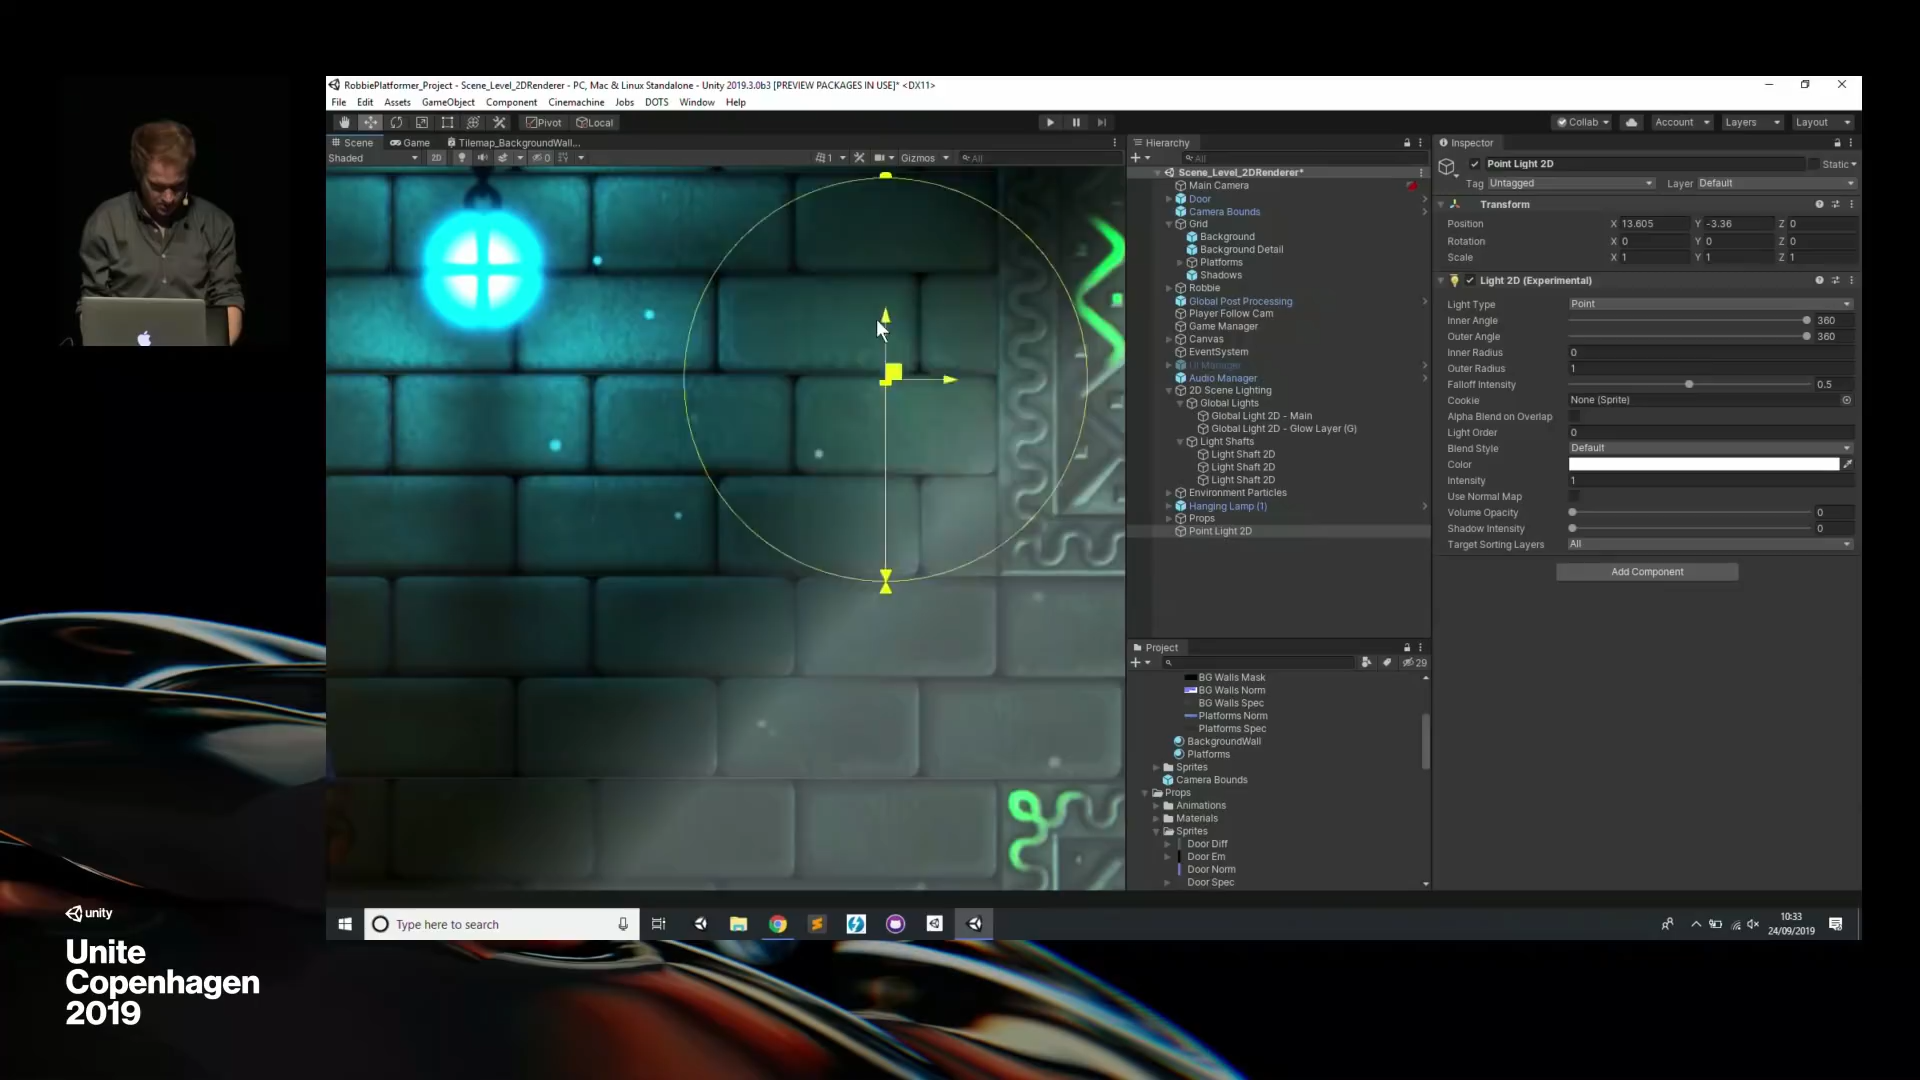 RobbiePlatformer_Project - Scene_Level_2DRenderer - PC, Mac & Linux Standalone - Unity 2019.3.0b3 [PREVIEW PACKAGES IN USE]* <DX11>
File Edit Assets GameObject Component Cinemachine Jobs DOTS Window Help
Pivot Local Collab Account Layers Layout
Scene Game Tilemap_BackgroundWall...
Shaded 2D 0 1 Gizmos All
Hierarchy
All
Scene_Level_2DRenderer*
Main Camera
Door
Camera Bounds
Grid
Background
Background Detail
Platforms
Shadows
Robbie
Global Post Processing
Player Follow Cam
Game Manager
Canvas
EventSystem
UI Manager
Audio Manager
2D Scene Lighting
Global Lights
Global Light 2D - Main
Global Light 2D - Glow Layer (G)
Light Shafts
Light Shaft 2D
Light Shaft 2D
Light Shaft 2D
Environment Particles
Hanging Lamp (1)
Props
Point Light 2D
Project
29
BG Walls Mask
BG Walls Norm
BG Walls Spec
Platforms Norm
Platforms Spec
BackgroundWall
Platforms
Sprites
Camera Bounds
Props
Animations
Materials
Sprites
Door Diff
Door Em
Door Norm
Door Spec
Inspector
Point Light 2D Static
Tag Untagged Layer Default
Transform
Position X 13.605 Y -3.36 Z 0
Rotation X 0 Y 0 Z 0
Scale X 1 Y 1 Z 1
Light 2D (Experimental)
Light Type Point
Inner Angle 360
Outer Angle 360
Inner Radius 0
Outer Radius 1
Falloff Intensity 0.5
Cookie None (Sprite)
Alpha Blend on Overlap
Light Order 0
Blend Style Default
Color
Intensity 1
Use Normal Map
Volume Opacity 0
Shadow Intensity 0
Target Sorting Layers All
Add Component
Type here to search
10:33
24/09/2019
unity
Unite
Copenhagen
2019